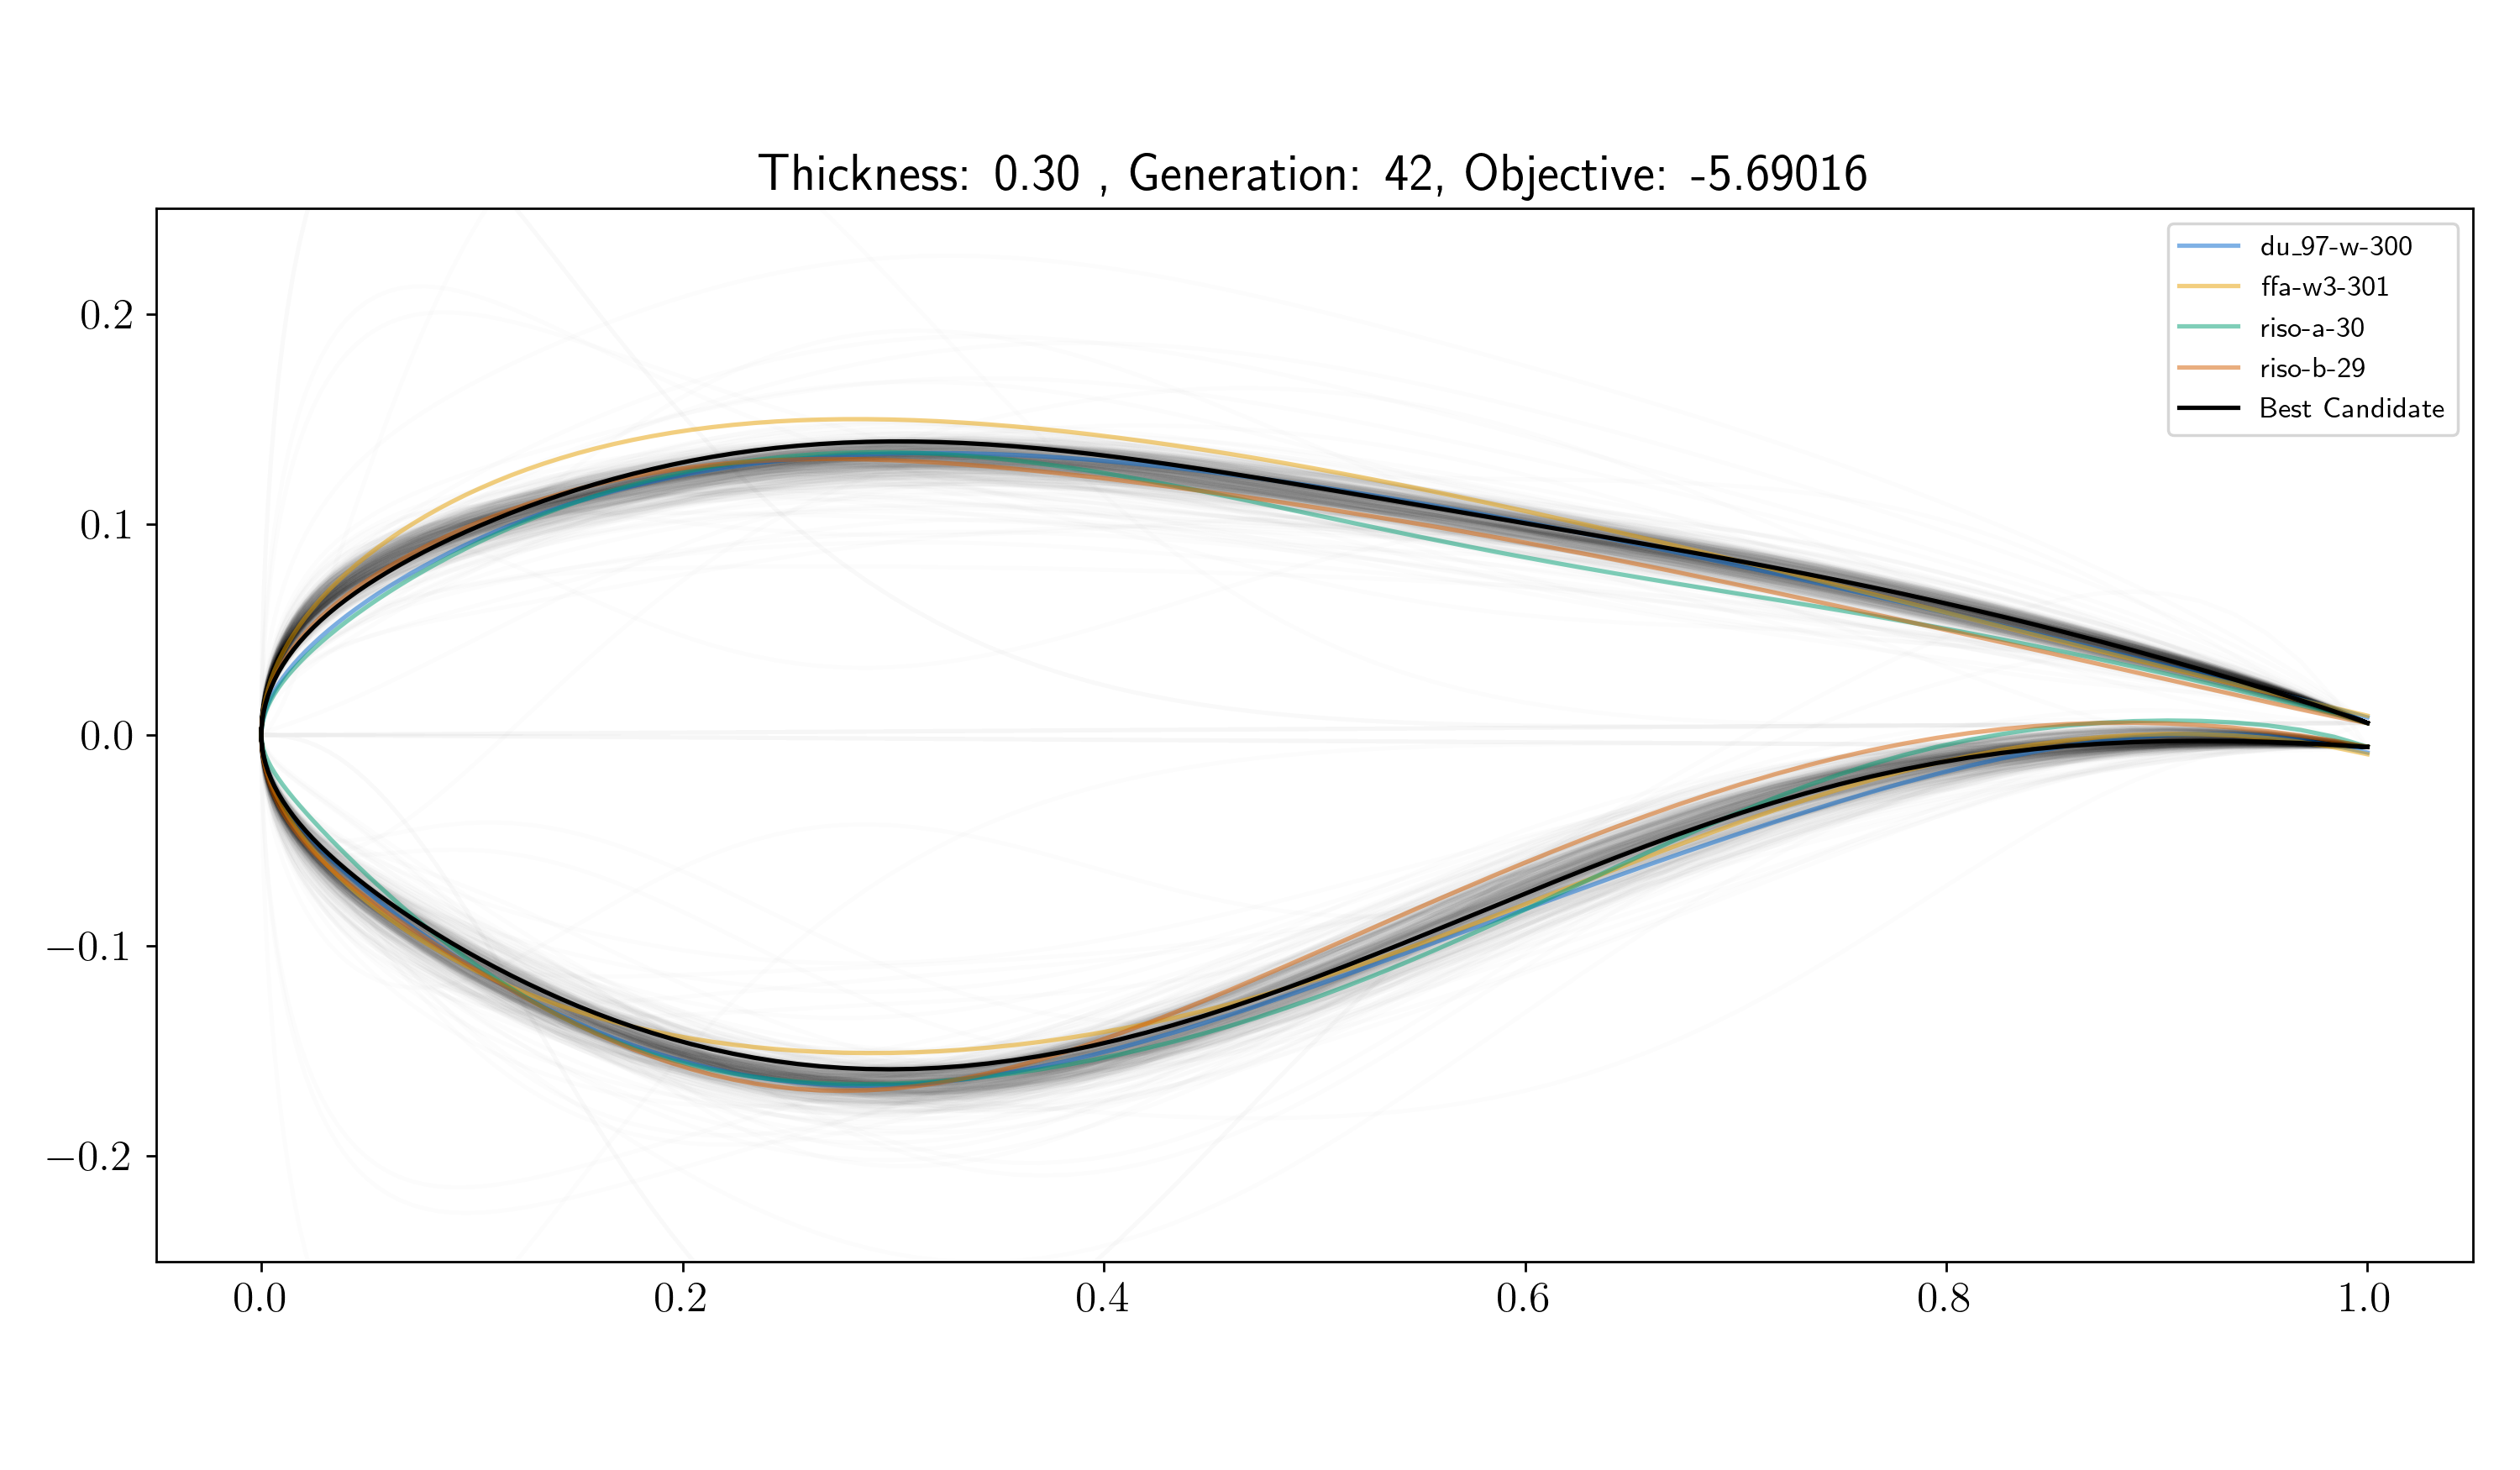 Thickness: 0.30 , Generation: 42, Objective: -5.69016
du_97-w-300
ffa-w3-301
riso-a-30
riso-b-29
Best Candidate
0.2
0.1
0.0
−0.1
−0.2
0.0 0.2 0.4 0.6 0.8 1.0